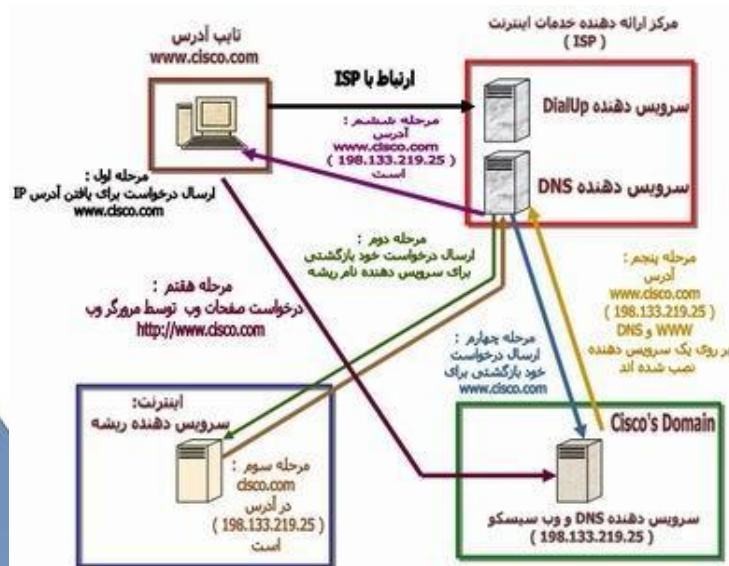 مرکز ارائه دهنده خدمات اینترنت
( ISP )
تایپ آدرس
www.cisco.com
ارتباط با ISP
سرویس دهنده DialUp
سرویس دهنده DNS
مرحله ششم :
آدرس
www.cisco.com
( 198.133.219.25 )
است
مرحله اول :
ارسال درخواست برای یافتن آدرس IP
www.cisco.com
مرحله دوم :
ارسال درخواست خود بازگشتی
برای سرویس دهنده نام ریشه
مرحله پنجم :
آدرس
www.cisco.com
( 198.133.219.25 )
WWW و DNS
بر روی یک سرویس دهنده
نصب شده اند
مرحله هفتم :
درخواست صفحات وب توسط مرورگر وب
http://www.cisco.com
مرحله چهارم :
ارسال درخواست
خود بازگشتی برای
www.cisco.com
اینترنت:
سرویس دهنده ریشه
مرحله سوم :
cisco.com
در آدرس
( 198.133.219.25 )
است
Cisco's Domain
سرویس دهنده DNS و وب سیسکو
( 198.133.219.25 )